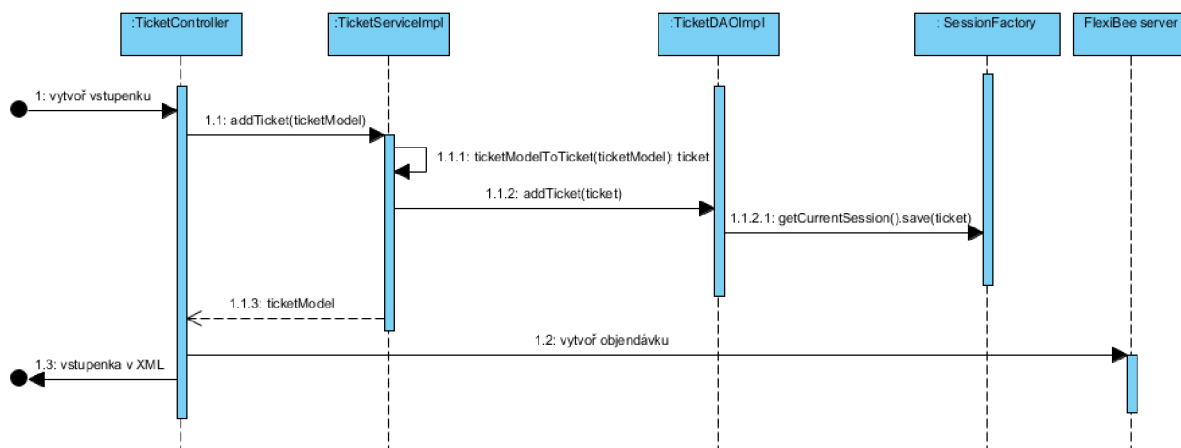 :TicketController
:TicketServiceImpl
:TicketDAOImpl
: SessionFactory
FlexiBee server
1: vytvoř vstupenku
1.1: addTicket(ticketModel)
1.1.1: ticketModelToTicket(ticketModel): ticket
1.1.2: addTicket(ticket)
1.1.2.1: getCurrentSession().save(ticket)
1.1.3: ticketModel
1.2: vytvoř objendávku
1.3: vstupenka v XML